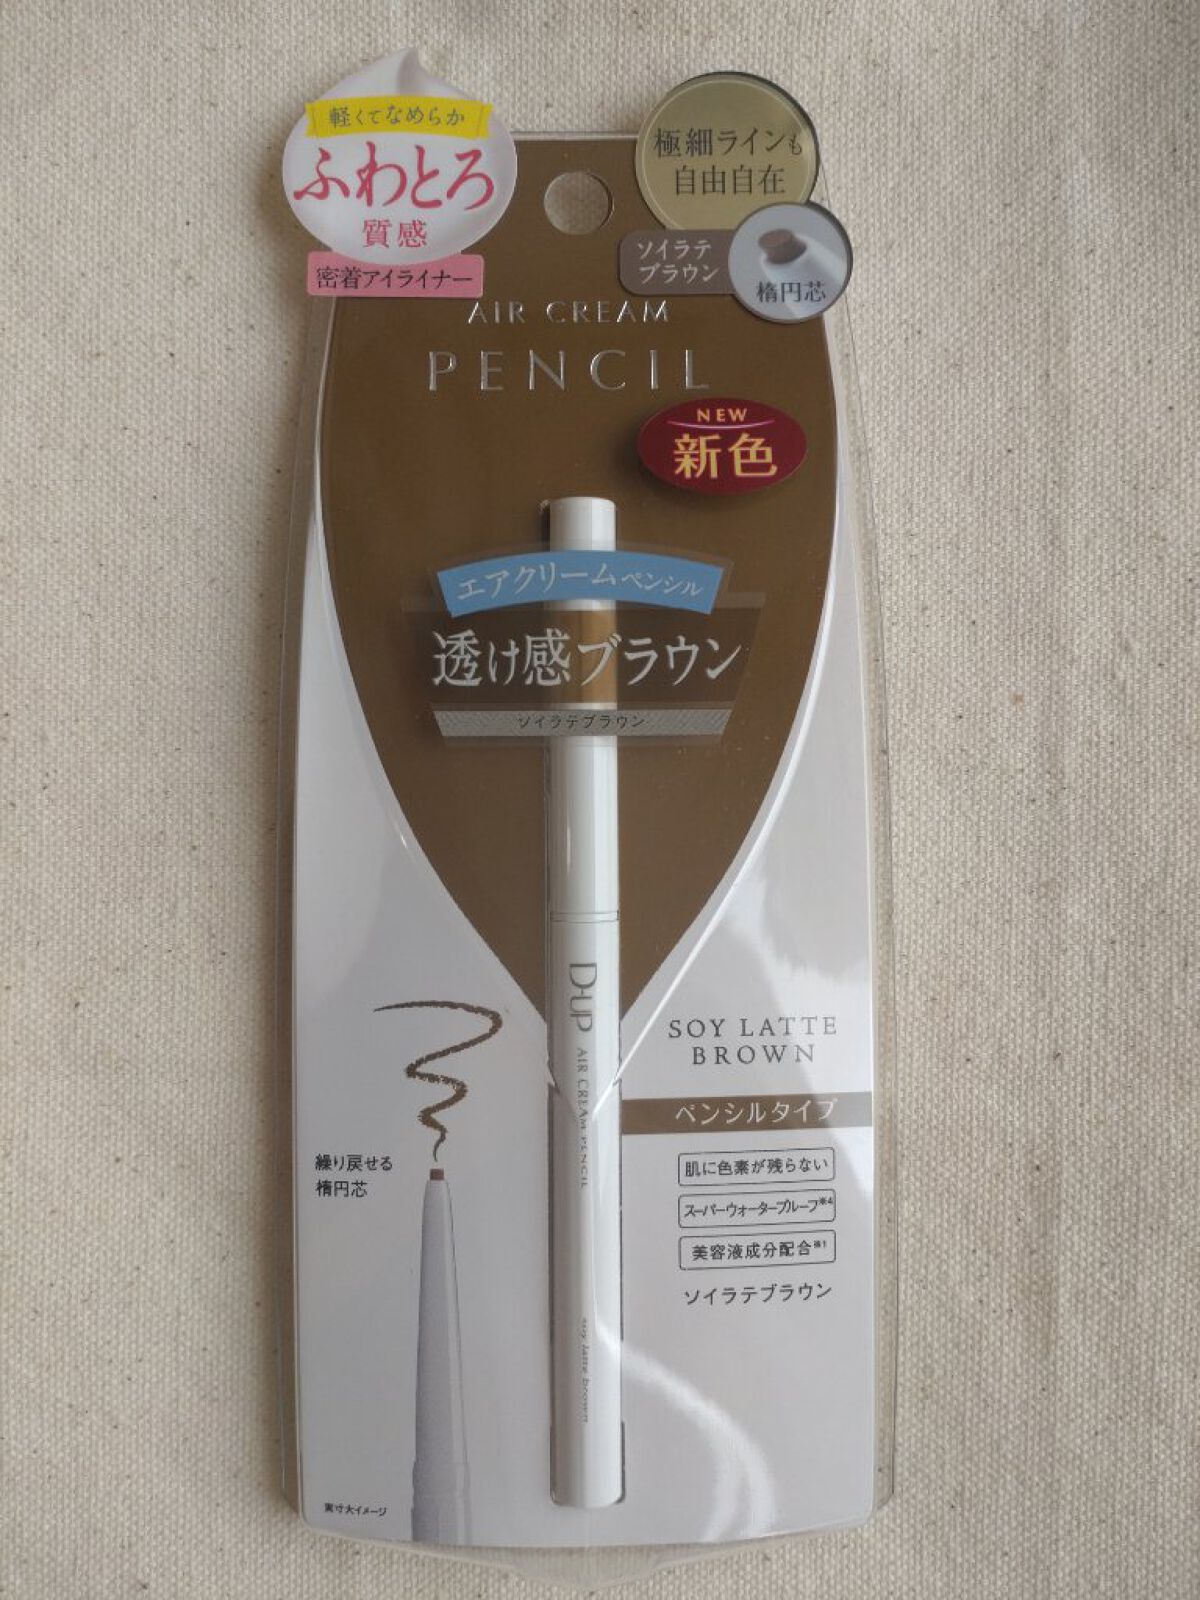 軽くてなめらか
ふわとろ
質感
密着アイライナー
極細ラインも
自由自在
ソイラテ
ブラウン
楕円芯
AIR CREAM
PENCIL
NEW
新色
エアクリームペンシル
透け感ブラウン
ソイラテブラウン
D-UP AIR CREAM PENCIL
soy latte brown
SOY LATTE
BROWN
ペンシルタイプ
肌に色素が残らない
スーパーウォータープルーフ※4
美容液成分配合※1
ソイラテブラウン
繰り戻せる
楕円芯
実寸大イメージ